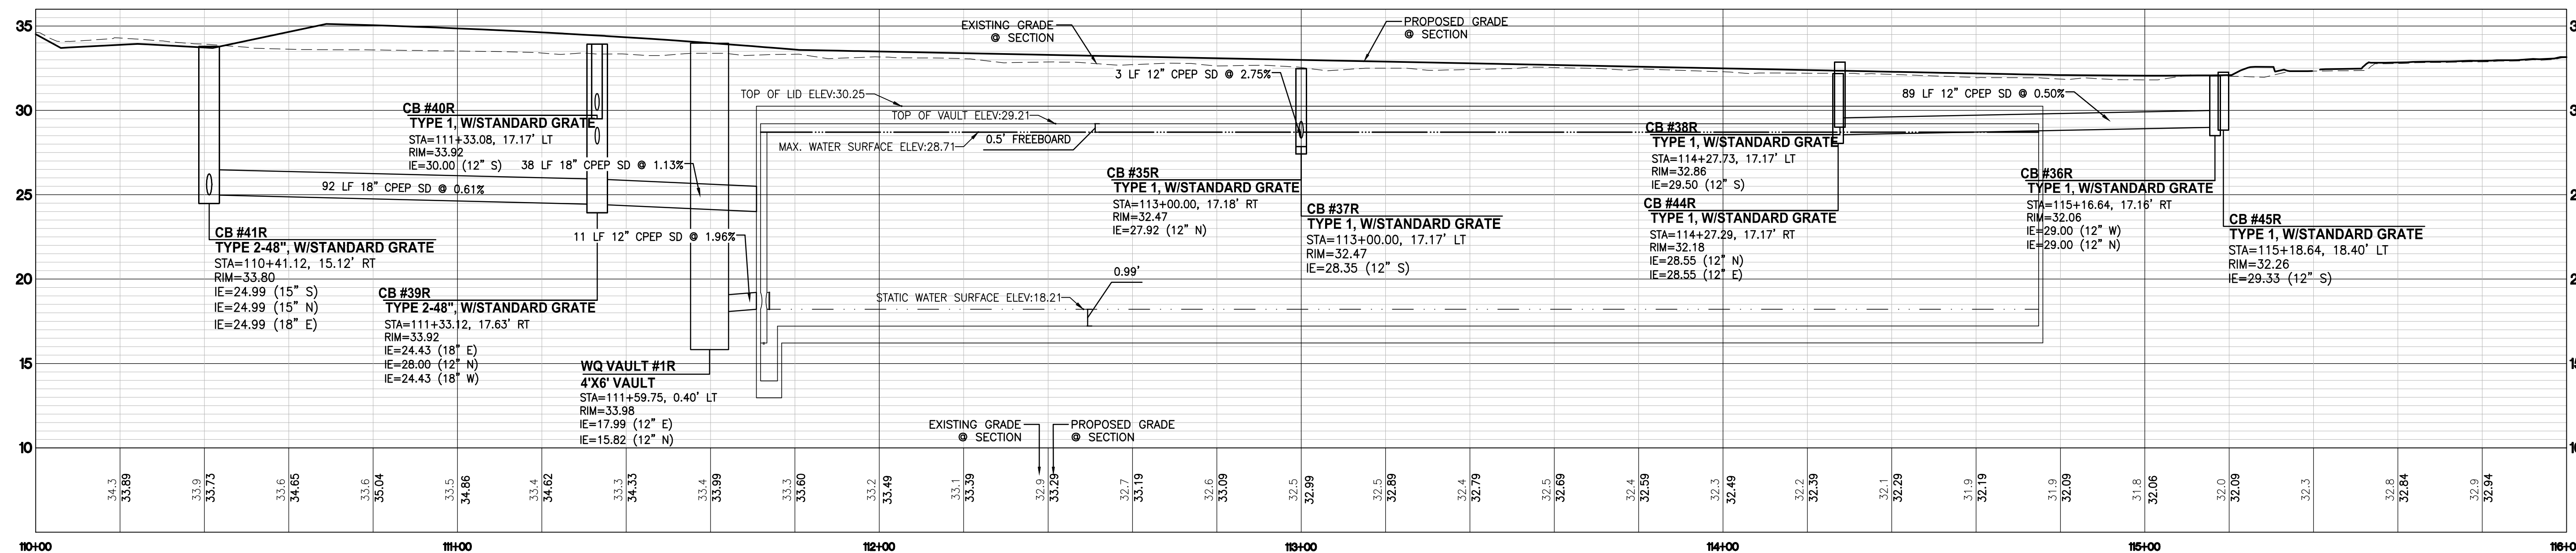 35
30
25
20
15
10
EXISTING GRADE
@ SECTION
PROPOSED GRADE
@ SECTION
3 LF 12" CPEP SD @ 2.75%
TOP OF LID ELEV:30.25
TOP OF VAULT ELEV:29.21
0.5' FREEBOARD
MAX. WATER SURFACE ELEV:28.71
89 LF 12" CPEP SD @ 0.50%
CB #40R
TYPE 1, W/STANDARD GRATE
STA=111+33.08, 17.17' LT
RIM=33.92
IE=30.00 (12" S)
38 LF 18" CPEP SD @ 1.13%
92 LF 18" CPEP SD @ 0.61%
11 LF 12" CPEP SD @ 1.96%
CB #41R
TYPE 2-48", W/STANDARD GRATE
STA=110+41.12, 15.12' RT
RIM=33.80
IE=24.99 (15" S)
IE=24.99 (15" N)
IE=24.99 (18" E)
CB #39R
TYPE 2-48", W/STANDARD GRATE
STA=111+33.12, 17.63' RT
RIM=33.92
IE=24.43 (18" E)
IE=28.00 (12" N)
IE=24.43 (18" W)
WQ VAULT #1R
4'X6' VAULT
STA=111+59.75, 0.40' LT
RIM=33.98
IE=17.99 (12" E)
IE=15.82 (12" N)
STATIC WATER SURFACE ELEV:18.21
0.99'
CB #35R
TYPE 1, W/STANDARD GRATE
STA=113+00.00, 17.18' RT
RIM=32.47
IE=27.92 (12" N)
CB #37R
TYPE 1, W/STANDARD GRATE
STA=113+00.00, 17.17' LT
RIM=32.47
IE=28.35 (12" S)
CB #38R
TYPE 1, W/STANDARD GRATE
STA=114+27.73, 17.17' LT
RIM=32.86
IE=29.50 (12" S)
CB #44R
TYPE 1, W/STANDARD GRATE
STA=114+27.29, 17.17' RT
RIM=32.18
IE=28.55 (12" N)
IE=28.55 (12" E)
CB #36R
TYPE 1, W/STANDARD GRATE
STA=115+16.64, 17.16' RT
RIM=32.06
IE=29.00 (12" W)
IE=29.00 (12" N)
CB #45R
TYPE 1, W/STANDARD GRATE
STA=115+18.64, 18.40' LT
RIM=32.26
IE=29.33 (12" S)
EXISTING GRADE
@ SECTION
PROPOSED GRADE
@ SECTION
34.3
33.89
33.9
33.73
33.6
34.65
33.6
35.04
33.5
34.86
33.4
34.62
33.3
34.33
33.4
33.99
33.3
33.60
33.2
33.49
33.1
33.39
32.9
33.29
32.7
33.19
32.6
33.09
32.5
32.99
32.5
32.89
32.4
32.79
32.5
32.69
32.4
32.59
32.3
32.49
32.2
32.39
32.1
32.29
31.9
32.19
31.9
32.09
31.8
32.06
32.0
32.09
32.3
32.8
32.84
32.9
32.94
110+00
111+00
112+00
113+00
114+00
115+00